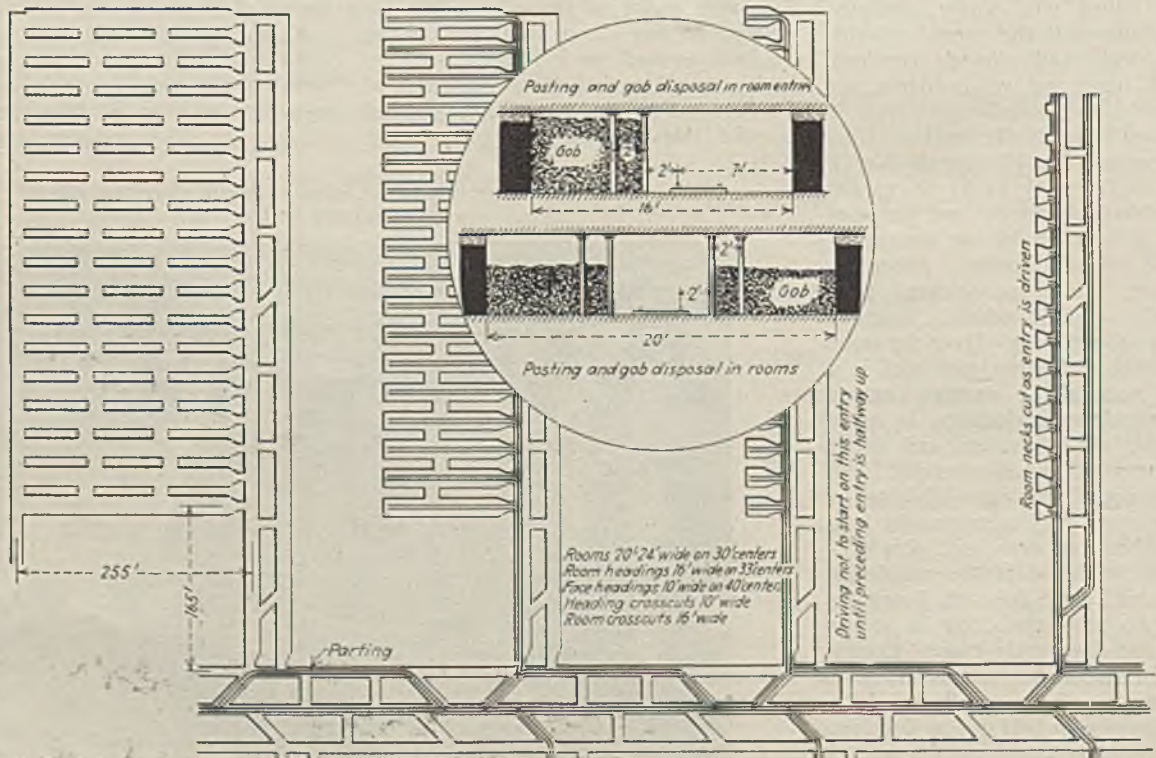 Posting and gob disposal in room entries
Gob
2'
7'
16'
2'
2'
Gob
20'
Posting and gob disposal in rooms
Driving not to start on this entry
until preceding entry is halfway up
Room necks cut as entry is driven
255'
165'
Rooms 20'-24' wide on 30' centers
Room headings 16' wide on 33' centers
Face headings 10' wide on 40' centers
Heading crosscuts 10' wide
Room crosscuts 16' wide
Parting